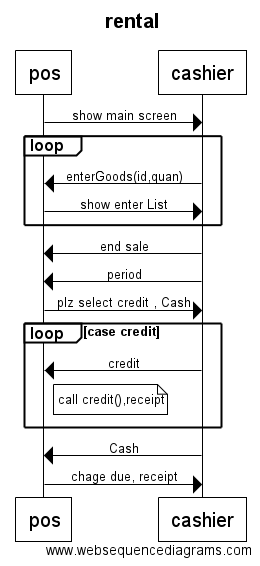 rental
pos cashier
show main screen
loop
enterGoods(id,quan)
show enter List
end sale
period
plz select credit , Cash
loop [case credit]
credit
call credit(),receipt
Cash
chage due, receipt
pos cashier
www.websequencediagrams.com